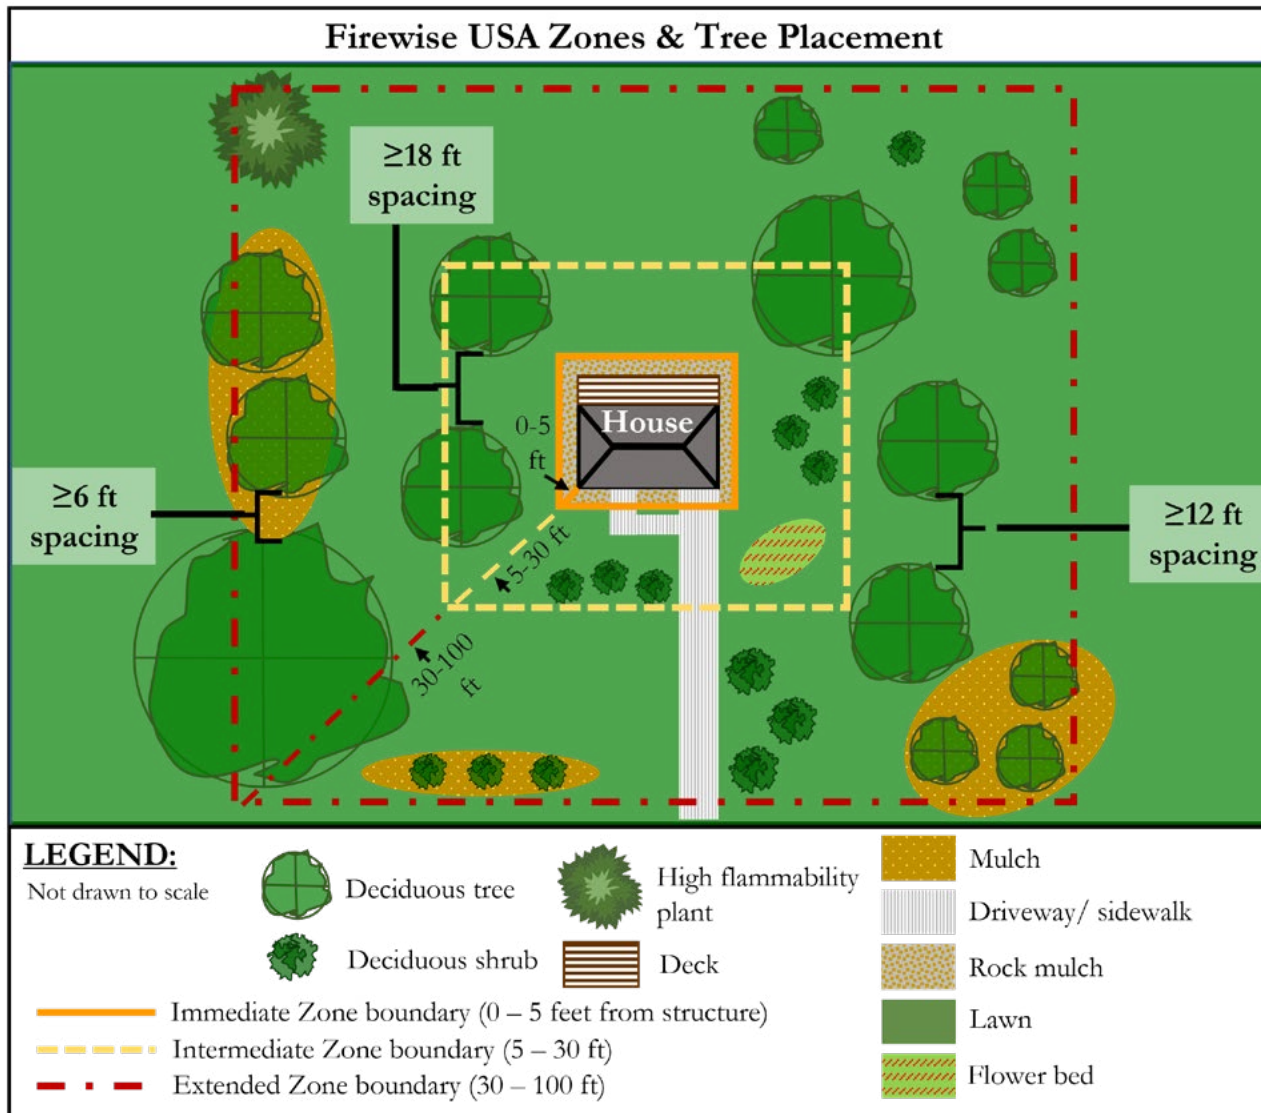 Firewise USA Zones & Tree Placement
≥18 ft
spacing
House
0-5
ft
≥6 ft
spacing
≥12 ft
spacing
5-30 ft
30-100
ft
LEGEND:
Not drawn to scale
Deciduous tree
High flammability
plant
Deciduous shrub
Deck
Mulch
Driveway/ sidewalk
Rock mulch
Lawn
Flower bed
Immediate Zone boundary (0 – 5 feet from structure)
Intermediate Zone boundary (5 – 30 ft)
Extended Zone boundary (30 – 100 ft)